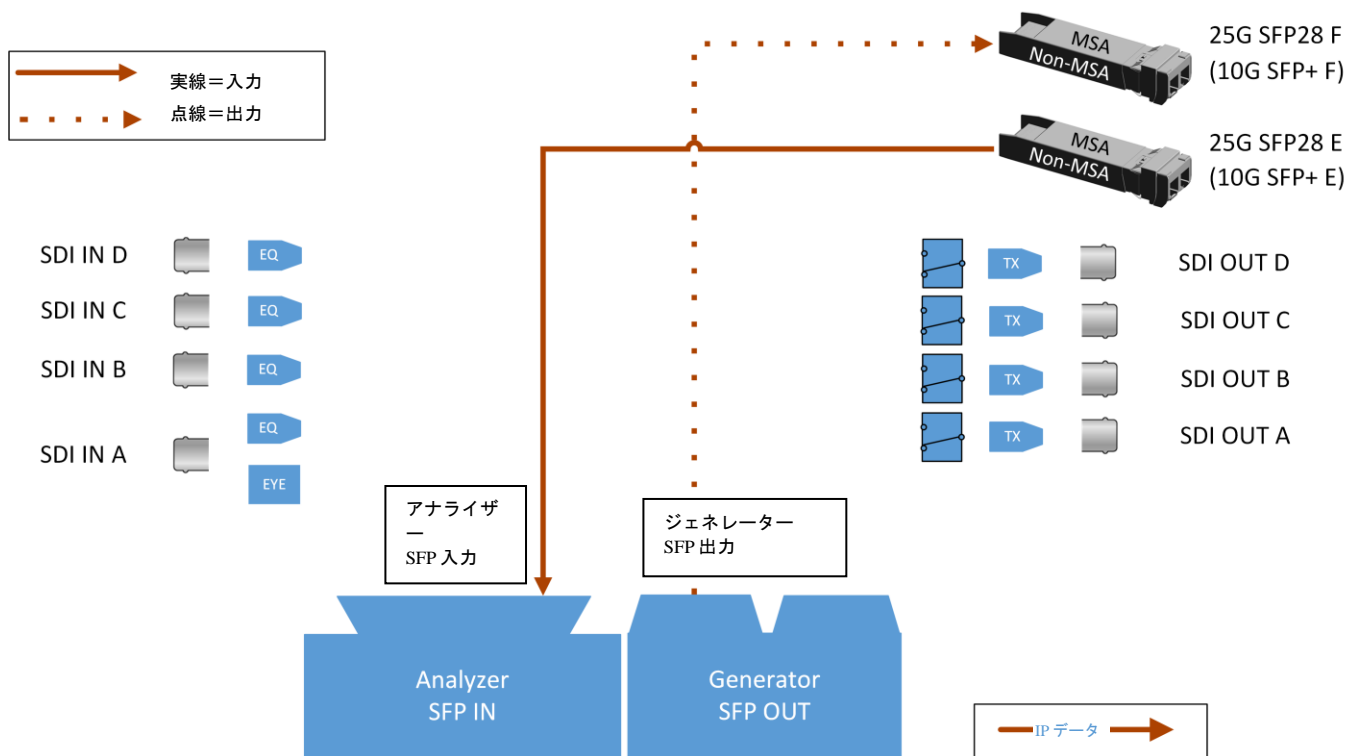 実線＝入力
点線＝出力
MSA
Non-MSA
25G SFP28 F
(10G SFP+ F)
MSA
Non-MSA
25G SFP28 E
(10G SFP+ E)
SDI IN D
EQ
SDI IN C
EQ
SDI IN B
EQ
SDI IN A
EQ
EYE
TX
SDI OUT D
TX
SDI OUT C
TX
SDI OUT B
TX
SDI OUT A
アナライザ
ー
SFP 入力
ジェネレーター
SFP 出力
Analyzer
SFP IN
Generator
SFP OUT
IP データ